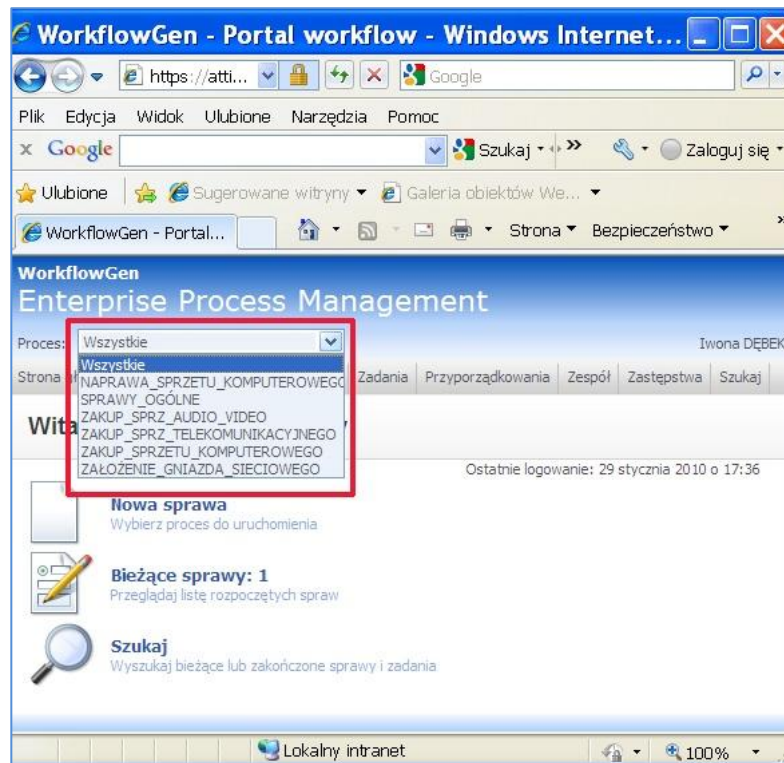 WorkflowGen - Portal workflow - Windows Internet...
https://atti... Google
Plik Edycja Widok Ulubione Narzędzia Pomoc
x Google Szukaj Zaloguj się
Ulubione Sugerowane witryny Galeria obiektów We...
WorkflowGen - Portal... Strona Bezpieczeństwo
WorkflowGen
Enterprise Process Management
Proces: Wszystkie Iwona DĘBEK
Wszystkie
Strona NAPRAWA_SPRZETU_KOMPUTEROWEGO Zadania Przyporządkowania Zespół Zastępstwa Szukaj
SPRAWY_OGÓLNE
ZAKUP_SPRZ_AUDIO_VIDEO
ZAKUP_SPRZ_TELEKOMUNIKACYJNEGO
ZAKUP_SPRZETU_KOMPUTEROWEGO
ZAŁOŻENIE_GNIAZDA_SIECIOWEGO
Ostatnie logowanie: 29 stycznia 2010 o 17:36
Nowa sprawa
Wybierz proces do uruchomienia
Bieżące sprawy: 1
Przeglądaj listę rozpoczętych spraw
Szukaj
Wyszukaj bieżące lub zakończone sprawy i zadania
Lokalny intranet 100%